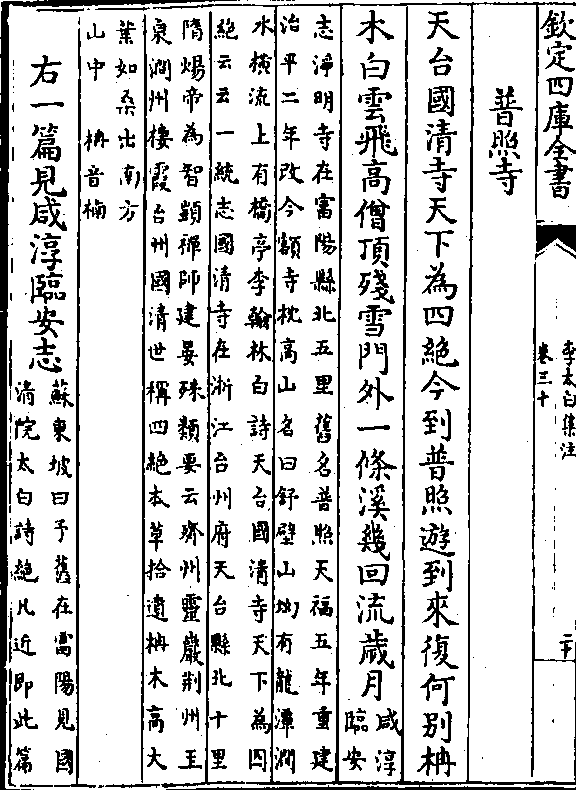 欽定四庫全書
李太白集注
卷三十
二十
普照寺
天台國清寺天下為四絶今到普照遊到來復何别柟
木白雲飛高僧頂殘雪門外一條溪幾回流歲月咸淳
臨安
志淨明寺在富陽縣北五里舊名普照天福五年重建
治平二年改今額寺枕高山名曰舒壁山坳有龍潭澗
水横流上有橋亭李翰林白詩天台國清寺天下為四
絶云云一統志國清寺在浙江台州府天台縣北十里
隋煬帝為智顗禪師建晏殊類要云齊州靈巖荆州玉
泉潤州棲霞台州國清世稱四絶本草拾遺柟木高大
葉如桑出南方
山中 柟音楠
右一篇見咸淳臨安志蘇東坡曰予舊在富陽見國
清院太白詩絶凡近即此篇